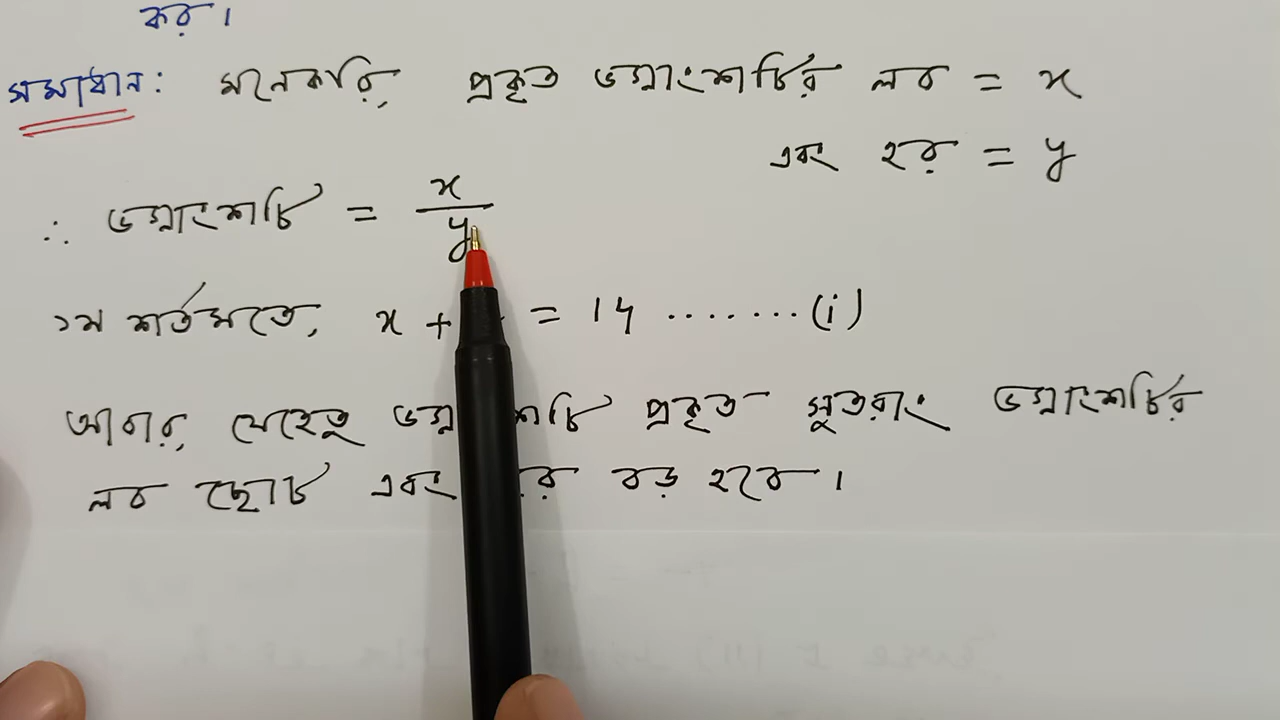 কর।
সমাধান: মনেকরি, প্রকৃত ভগ্নাংশটির লব = x
এবং হর = y
∴ ভগ্নাংশটি = x/y
১ম শর্তমতে, x + = 14 ....... (i)
আবার, যেহেতু ভগ্নাংশটি প্রকৃত সুতরাং ভগ্নাংশটির
লব ছোট এবং হর বড় হবে।